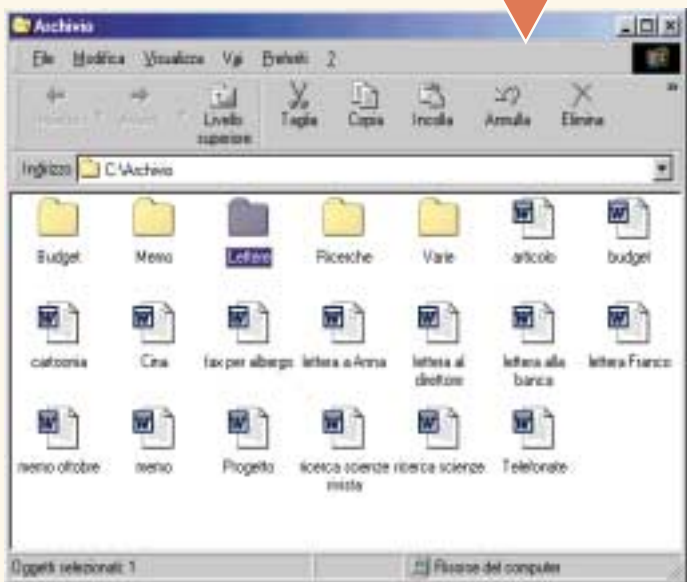 Archivio
File Modifica Visualizza Vai Preferiti ?
Livello superiore Taglia Copia Incolla Annulla Elimina »
Indirizzo C:\Archivio
Budget Memo Lettere Ricerche Varie articolo budget
cartoonia Cina fax per albergo lettera a Anna lettera al direttore lettera alla banca lettera Franco
memo ottobre memo Progetto ricerca scienze rivista ricerca scienze Telefonate
Oggetti selezionati: 1 Risorse del computer